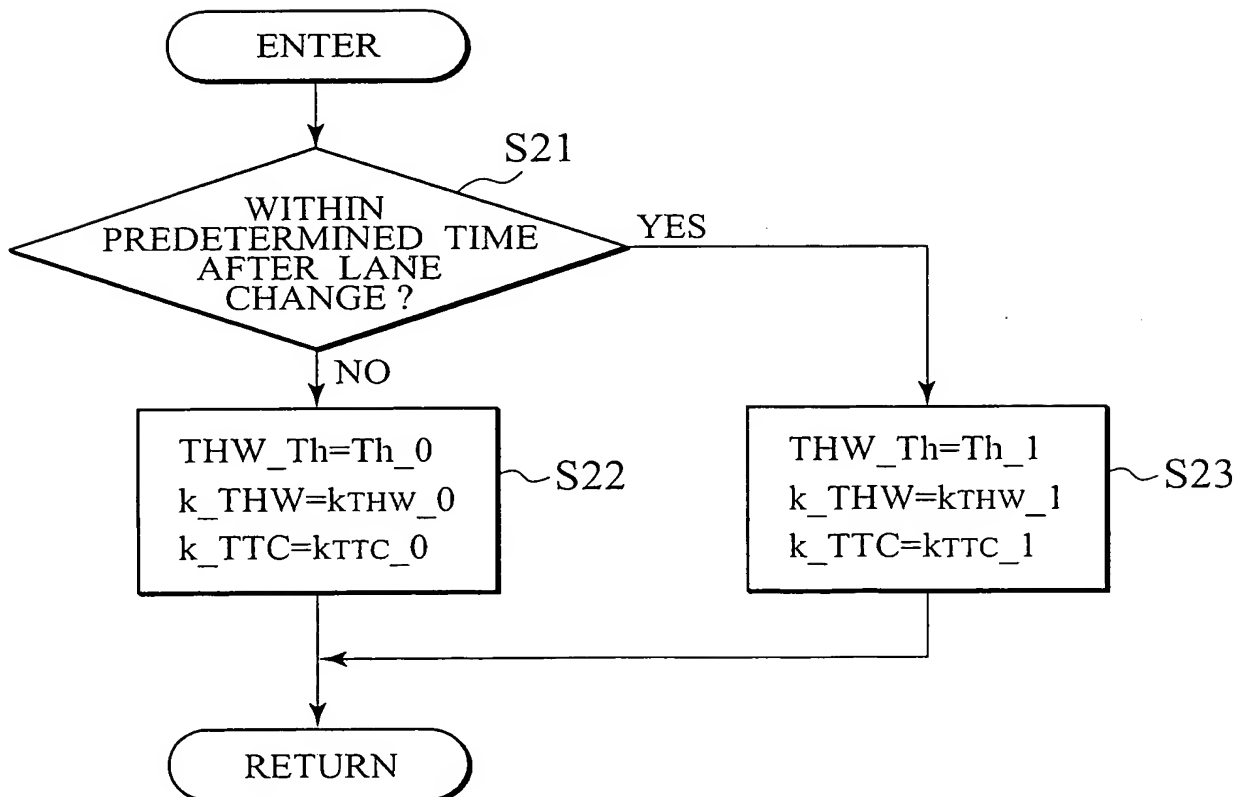 ENTER
S21
WITHIN
PREDETERMINED TIME
AFTER LANE
CHANGE ?
YES
NO
THW_Th=Th_0
k_THW=kTHW_0
k_TTC=kTTC_0
S22
THW_Th=Th_1
k_THW=kTHW_1
k_TTC=kTTC_1
S23
RETURN